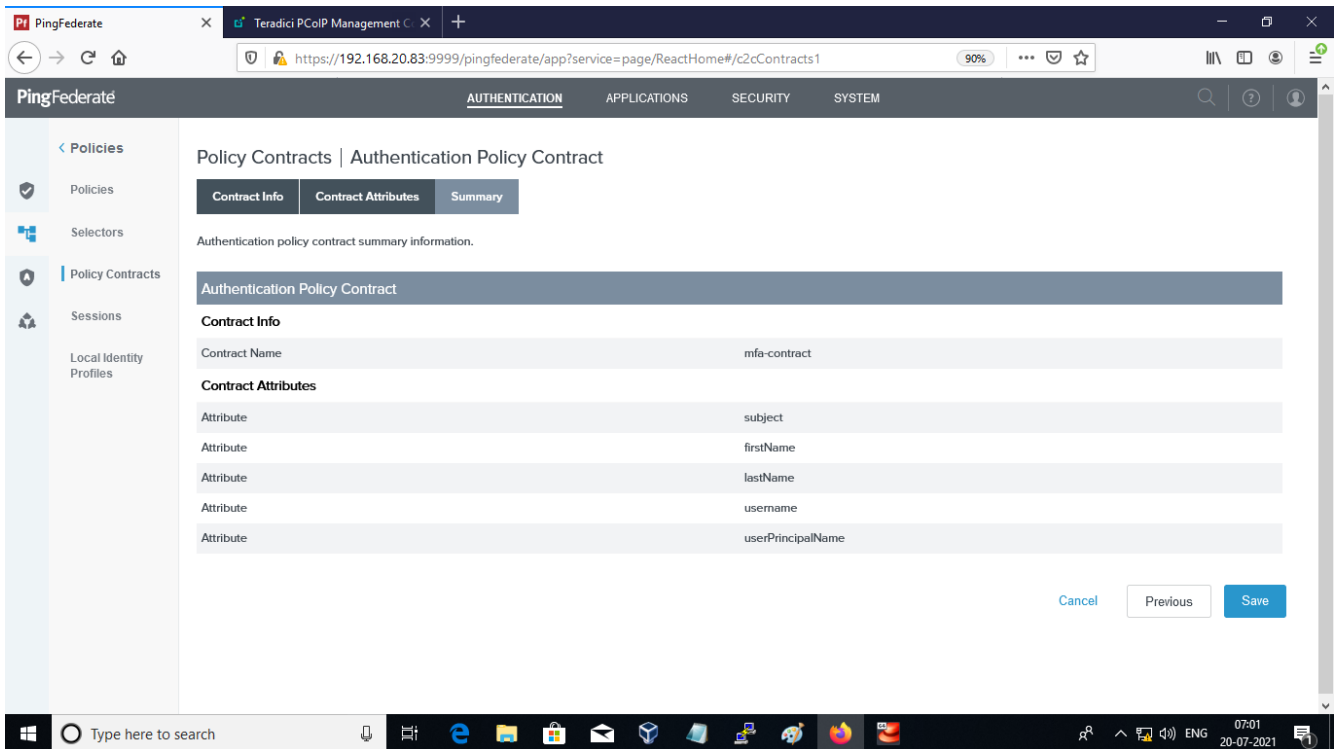 Pf PingFederate
Teradici PCoIP Management C
https://192.168.20.83:9999/pingfederate/app?service=page/ReactHome#/c2cContracts1
90%
PingFederate
AUTHENTICATION APPLICATIONS SECURITY SYSTEM
Policies
Policies
Selectors
Policy Contracts
Sessions
Local Identity
Profiles
Policy Contracts | Authentication Policy Contract
Contract Info Contract Attributes Summary
Authentication policy contract summary information.
Authentication Policy Contract
Contract Info
Contract Name mfa-contract
Contract Attributes
Attribute subject
Attribute firstName
Attribute lastName
Attribute username
Attribute userPrincipalName
Cancel Previous Save
Type here to search
ENG
07:01
20-07-2021
1